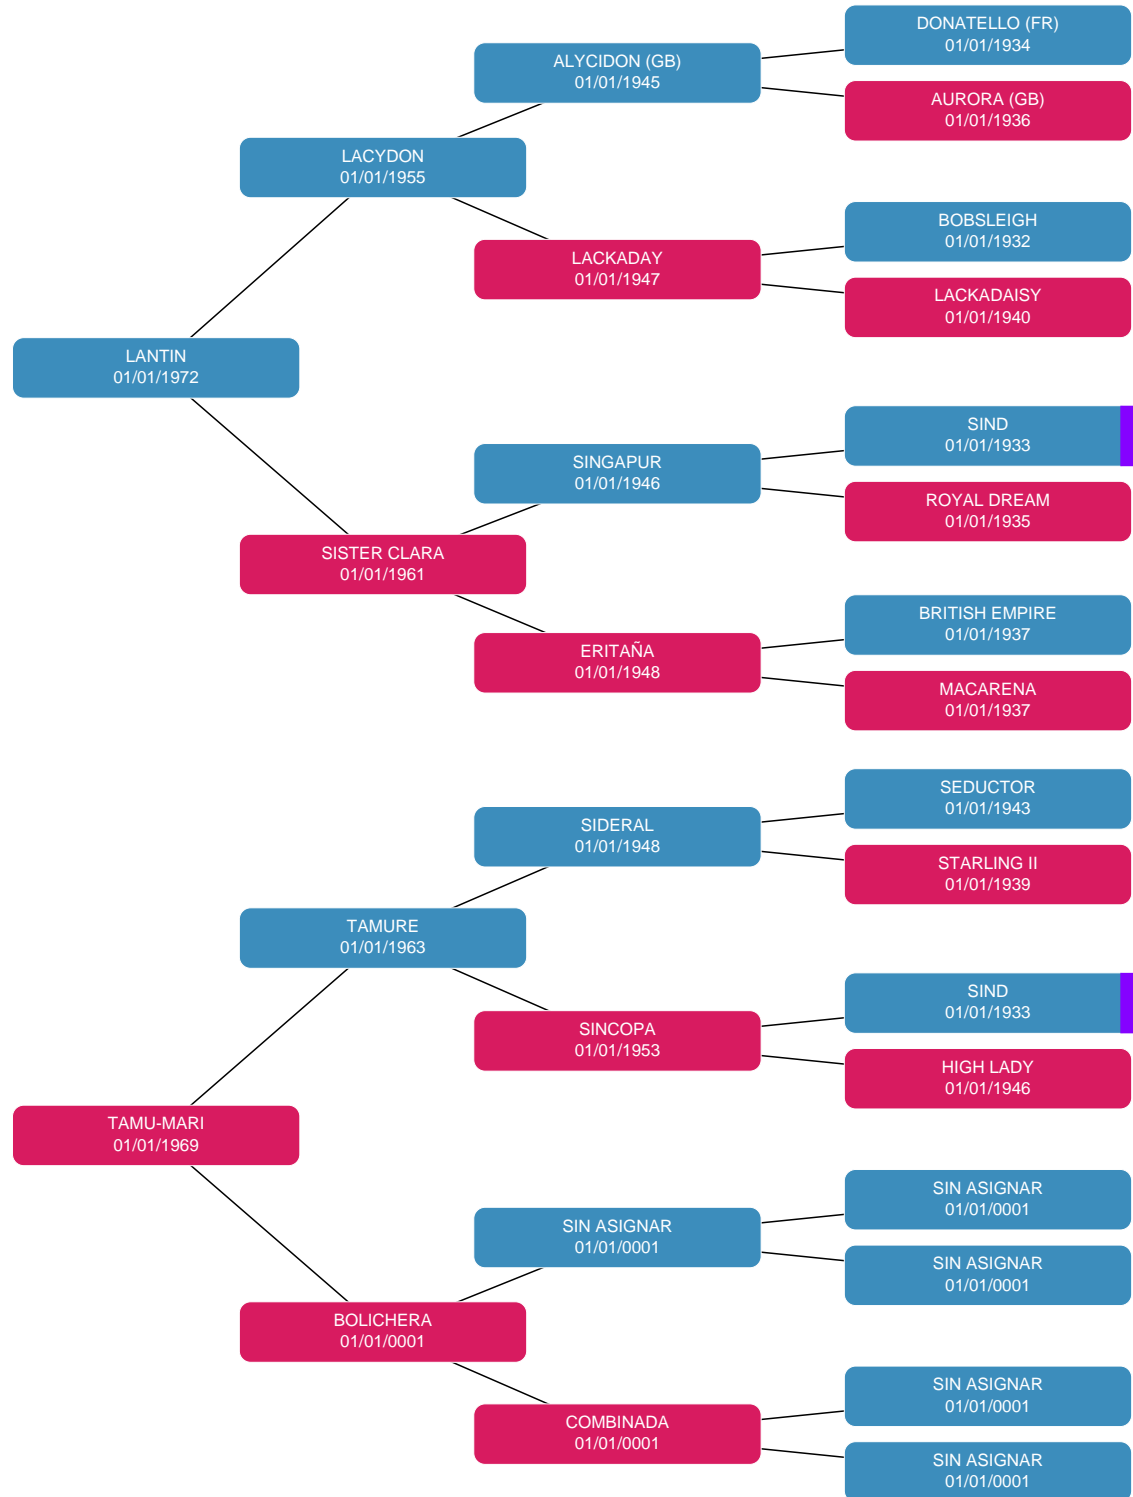 DONATELLO (FR)
01/01/1934
ALYCIDON (GB)
01/01/1945
AURORA (GB)
01/01/1936
LACYDON
01/01/1955
BOBSLEIGH
01/01/1932
LACKADAY
01/01/1947
LACKADAISY
01/01/1940
LANTIN
01/01/1972
SIND
01/01/1933
SINGAPUR
01/01/1946
ROYAL DREAM
01/01/1935
SISTER CLARA
01/01/1961
BRITISH EMPIRE
01/01/1937
ERITAÑA
01/01/1948
MACARENA
01/01/1937
SEDUCTOR
01/01/1943
SIDERAL
01/01/1948
STARLING II
01/01/1939
TAMURE
01/01/1963
SIND
01/01/1933
SINCOPA
01/01/1953
HIGH LADY
01/01/1946
TAMU-MARI
01/01/1969
SIN ASIGNAR
01/01/0001
SIN ASIGNAR
01/01/0001
SIN ASIGNAR
01/01/0001
BOLICHERA
01/01/0001
SIN ASIGNAR
01/01/0001
COMBINADA
01/01/0001
SIN ASIGNAR
01/01/0001